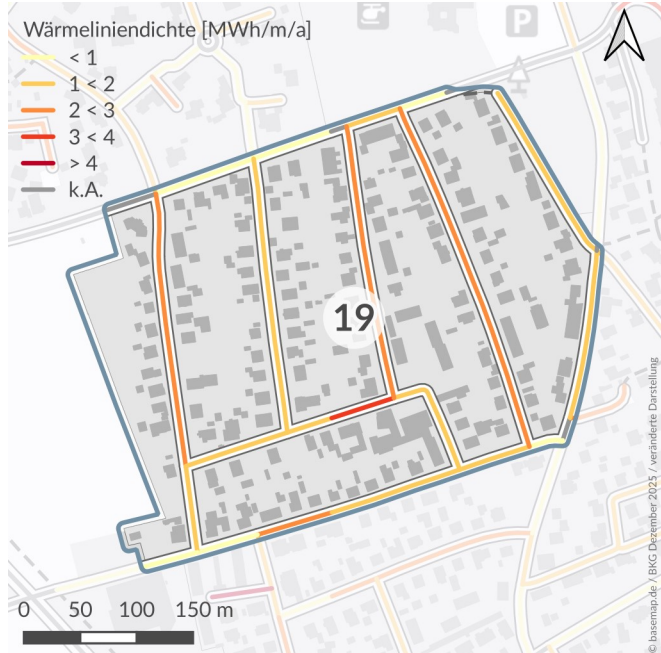 Wärmeliniendichte [MWh/m/a]
< 1
1 < 2
2 < 3
3 < 4
> 4
k.A.
P
19
0 50 100 150 m
© basemap.de / BKG Dezember 2025 / veränderte Darstellung